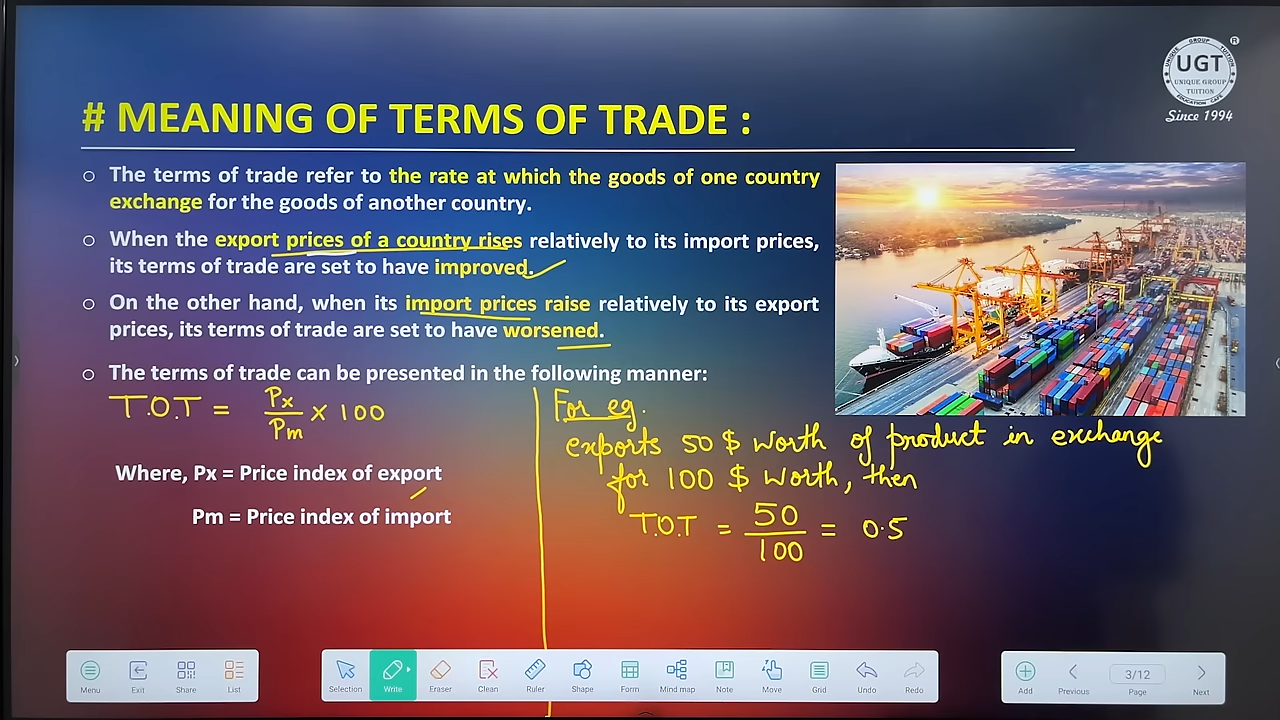 UNIQUE GROUP TUITION
UGT
UNIQUE GROUP
TUITION
EDUCATION CAFE
®
Since 1994
# MEANING OF TERMS OF TRADE :
○ The terms of trade refer to the rate at which the goods of one country
exchange for the goods of another country.
○ When the export prices of a country rises relatively to its import prices,
its terms of trade are set to have improved.
○ On the other hand, when its import prices raise relatively to its export
prices, its terms of trade are set to have worsened.
○ The terms of trade can be presented in the following manner:
T.O.T = Px/Pm × 100
Where, Px = Price index of export
Pm = Price index of import
For eg.
exports 50 $ worth of product in exchange
for 100 $ worth, then
T.O.T = 50/100 = 0.5
Menu Exit Share List
Selection Write Eraser Clean Ruler Shape Form Mind map Note Move Grid Undo Redo
Add Previous 3/12 Page Next